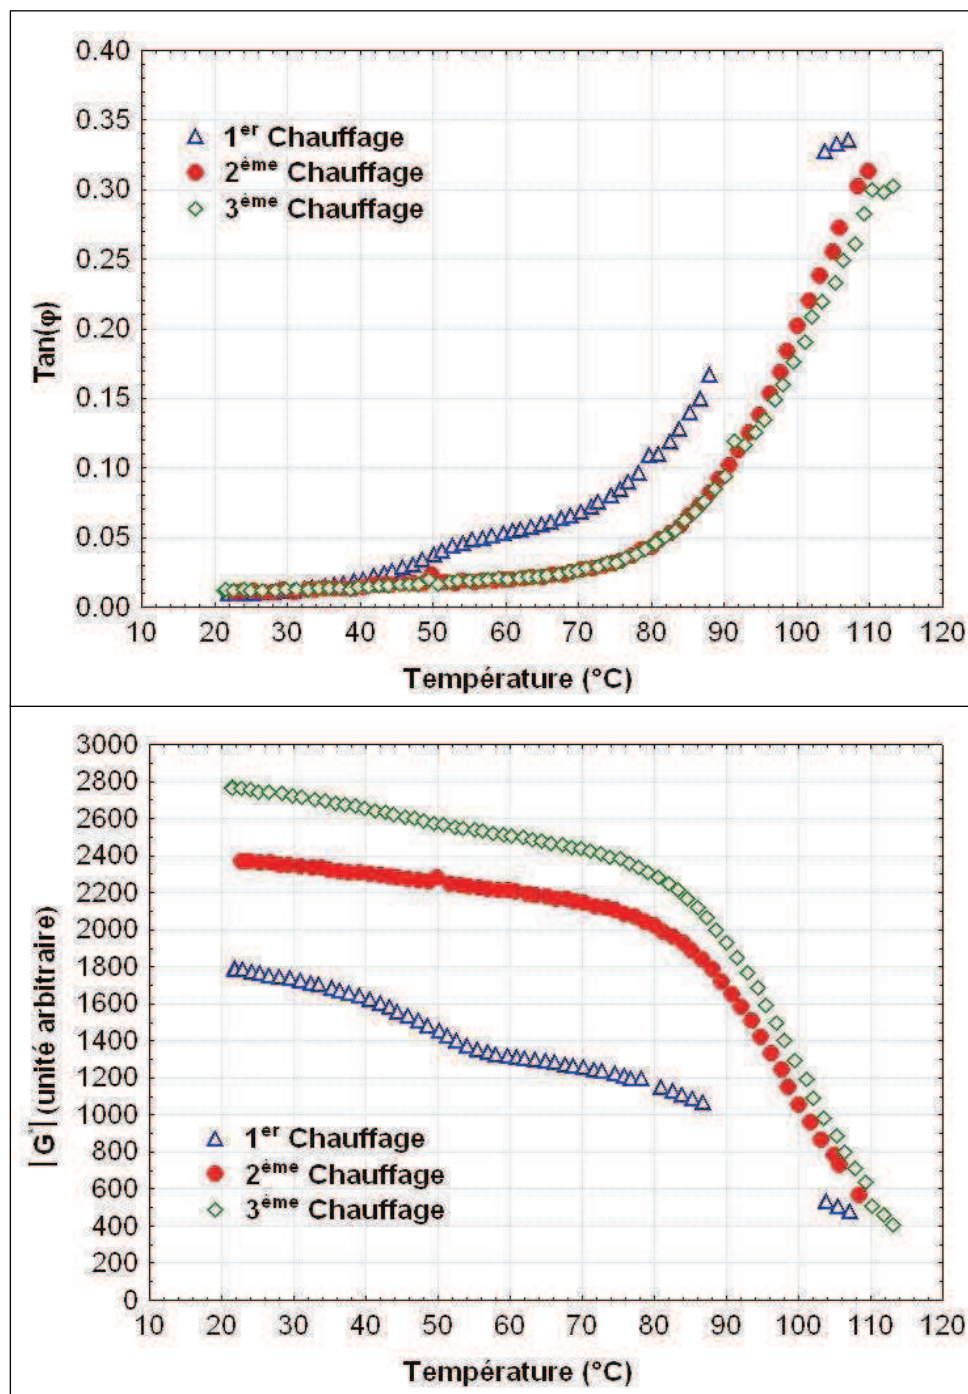 0.40
0.35
0.30
0.25
0.20
0.15
0.10
0.05
0.00
Tan(φ)
1er Chauffage
2ème Chauffage
3ème Chauffage
10 20 30 40 50 60 70 80 90 100 110 120
Température (°C)
3000
2800
2600
2400
2200
2000
1800
1600
1400
1200
1000
800
600
400
200
0
|G*| (unité arbitraire)
1er Chauffage
2ème Chauffage
3ème Chauffage
10 20 30 40 50 60 70 80 90 100 110 120
Température (°C)